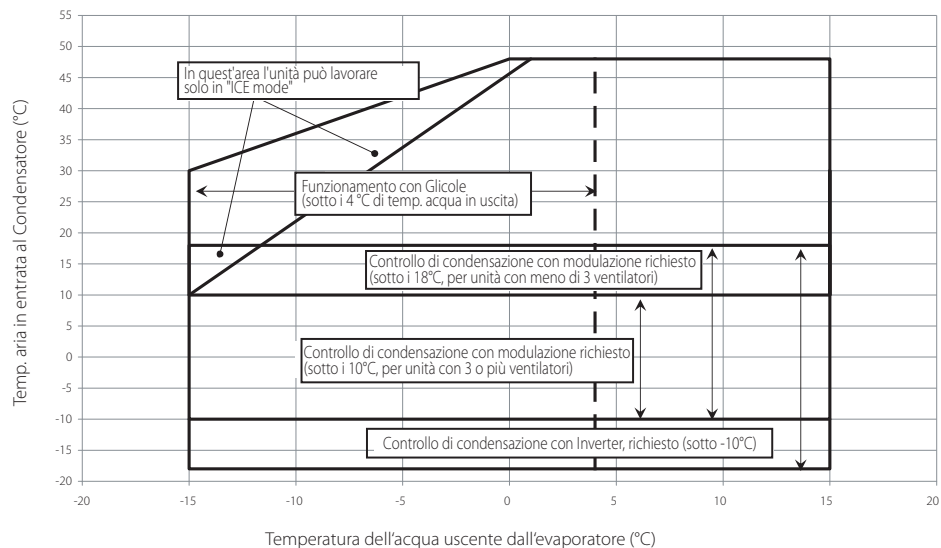 55
50
45
40
35
30
25
20
15
10
5
0
-5
-10
-15
-20
-20
-15
-10
-5
0
5
10
15
20
Temp. aria in entrata al Condensatore (°C)
In quest'area l'unità può lavorare
solo in "ICE mode"
Funzionamento con Glicole
(sotto i 4 °C di temp. acqua in uscita)
Controllo di condensazione con modulazione richiesto
(sotto i 18°C, per unità con meno di 3 ventilatori)
Controllo di condensazione con modulazione richiesto
(sotto i 10°C, per unità con 3 o più ventilatori)
Controllo di condensazione con Inverter, richiesto (sotto -10°C)
Temperatura dell'acqua uscente dall'evaporatore (°C)